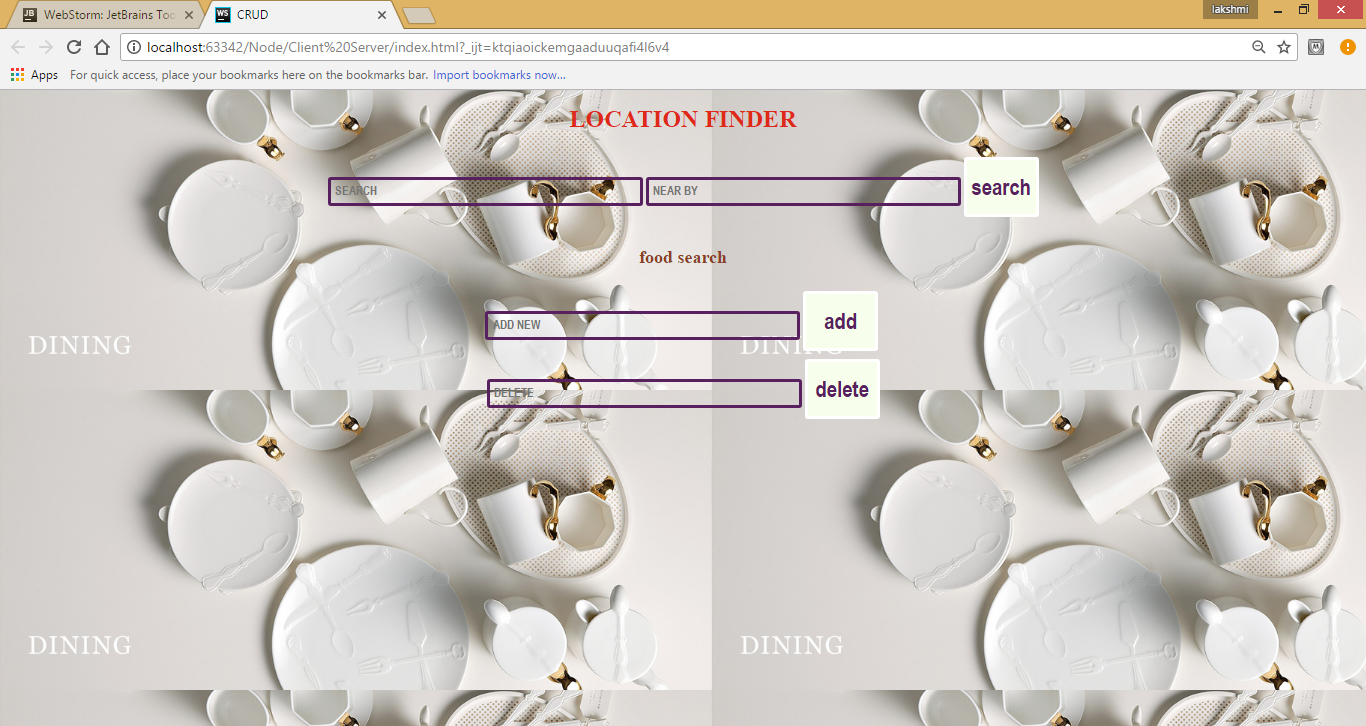 lakshmi
WebStorm: JetBrains Too
CRUD
localhost:63342/Node/Client%20Server/index.html?_ijt=ktqiaoickemgaaduuqafi4l6v4
Apps For quick access, place your bookmarks here on the bookmarks bar. Import bookmarks now...
LOCATION FINDER
SEARCH NEAR BY search
food search
ADD NEW add
DINING DINING
DELETE delete
DINING DINING